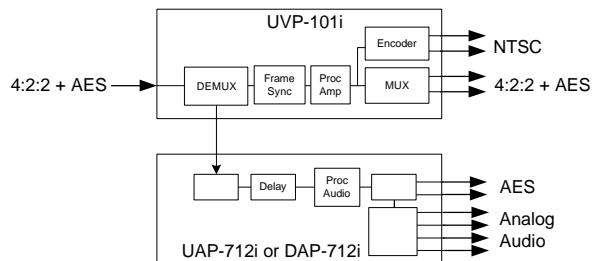 UVP-101i
Encoder
NTSC
4:2:2 + AES
DEMUX
Frame
Sync
Proc
Amp
MUX
4:2:2 + AES
Delay
Proc
Audio
AES
Analog
Audio
UAP-712i or DAP-712i